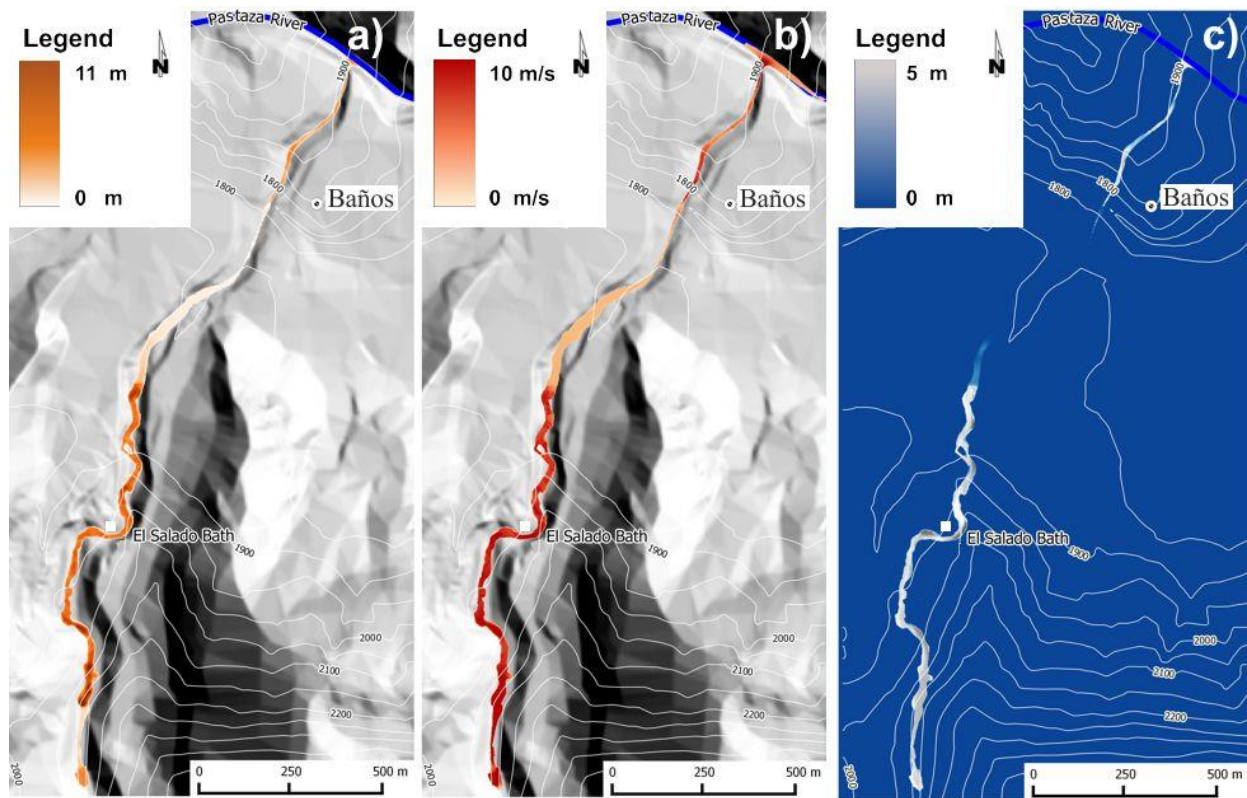 Legend
11 m
0 m
N
a)
Pastaza River
1900
1800
1800
Baños
El Salado Bath
1900
2000
2100
2200
2000
0 250 500 m
Legend
10 m/s
0 m/s
N
b)
Pastaza River
1900
1800
1800
Baños
El Salado Bath
1900
2000
2100
2200
2000
0 250 500 m
Legend
5 m
0 m
N
c)
Pastaza River
1900
1800
1800
Baños
El Salado Bath
1900
2000
2100
2200
2000
0 250 500 m